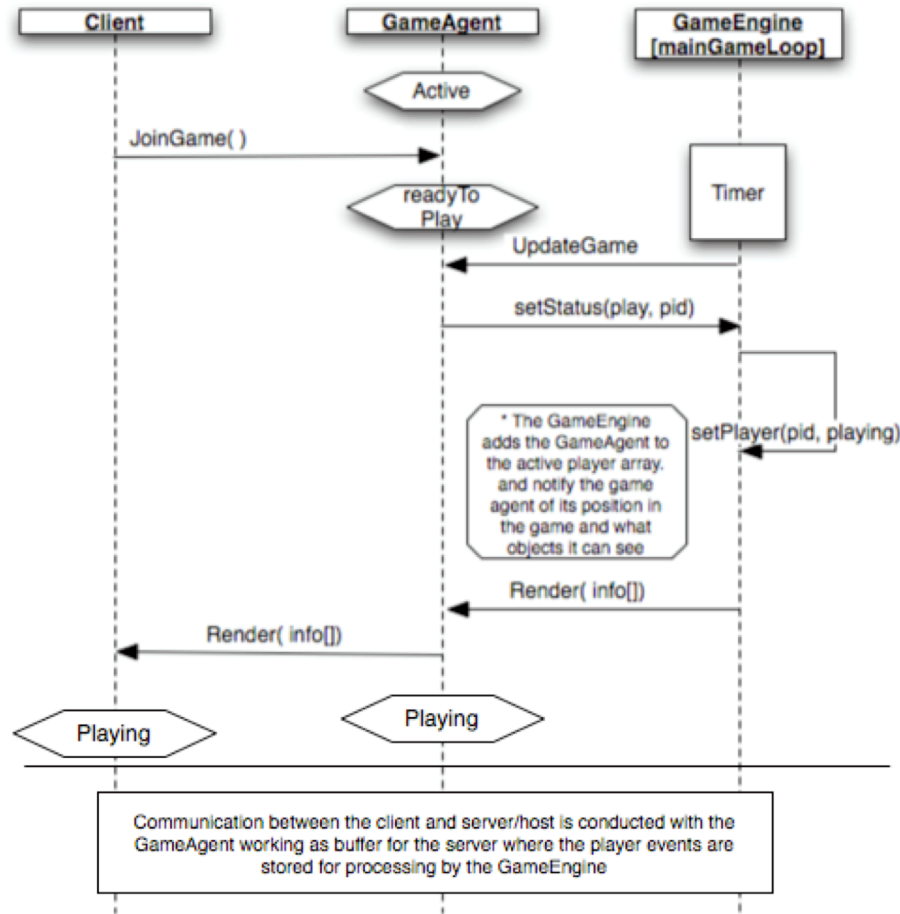 Client
GameAgent
GameEngine
[mainGameLoop]
Active
JoinGame( )
readyTo
Play
Timer
UpdateGame
setStatus(play, pid)
setPlayer(pid, playing)
* The GameEngine
adds the GameAgent to
the active player array.
and notify the game
agent of its position in
the game and what
objects it can see
Render( info[])
Render( info[])
Playing
Playing
Communication between the client and server/host is conducted with the
GameAgent working as buffer for the server where the player events are
stored for processing by the GameEngine